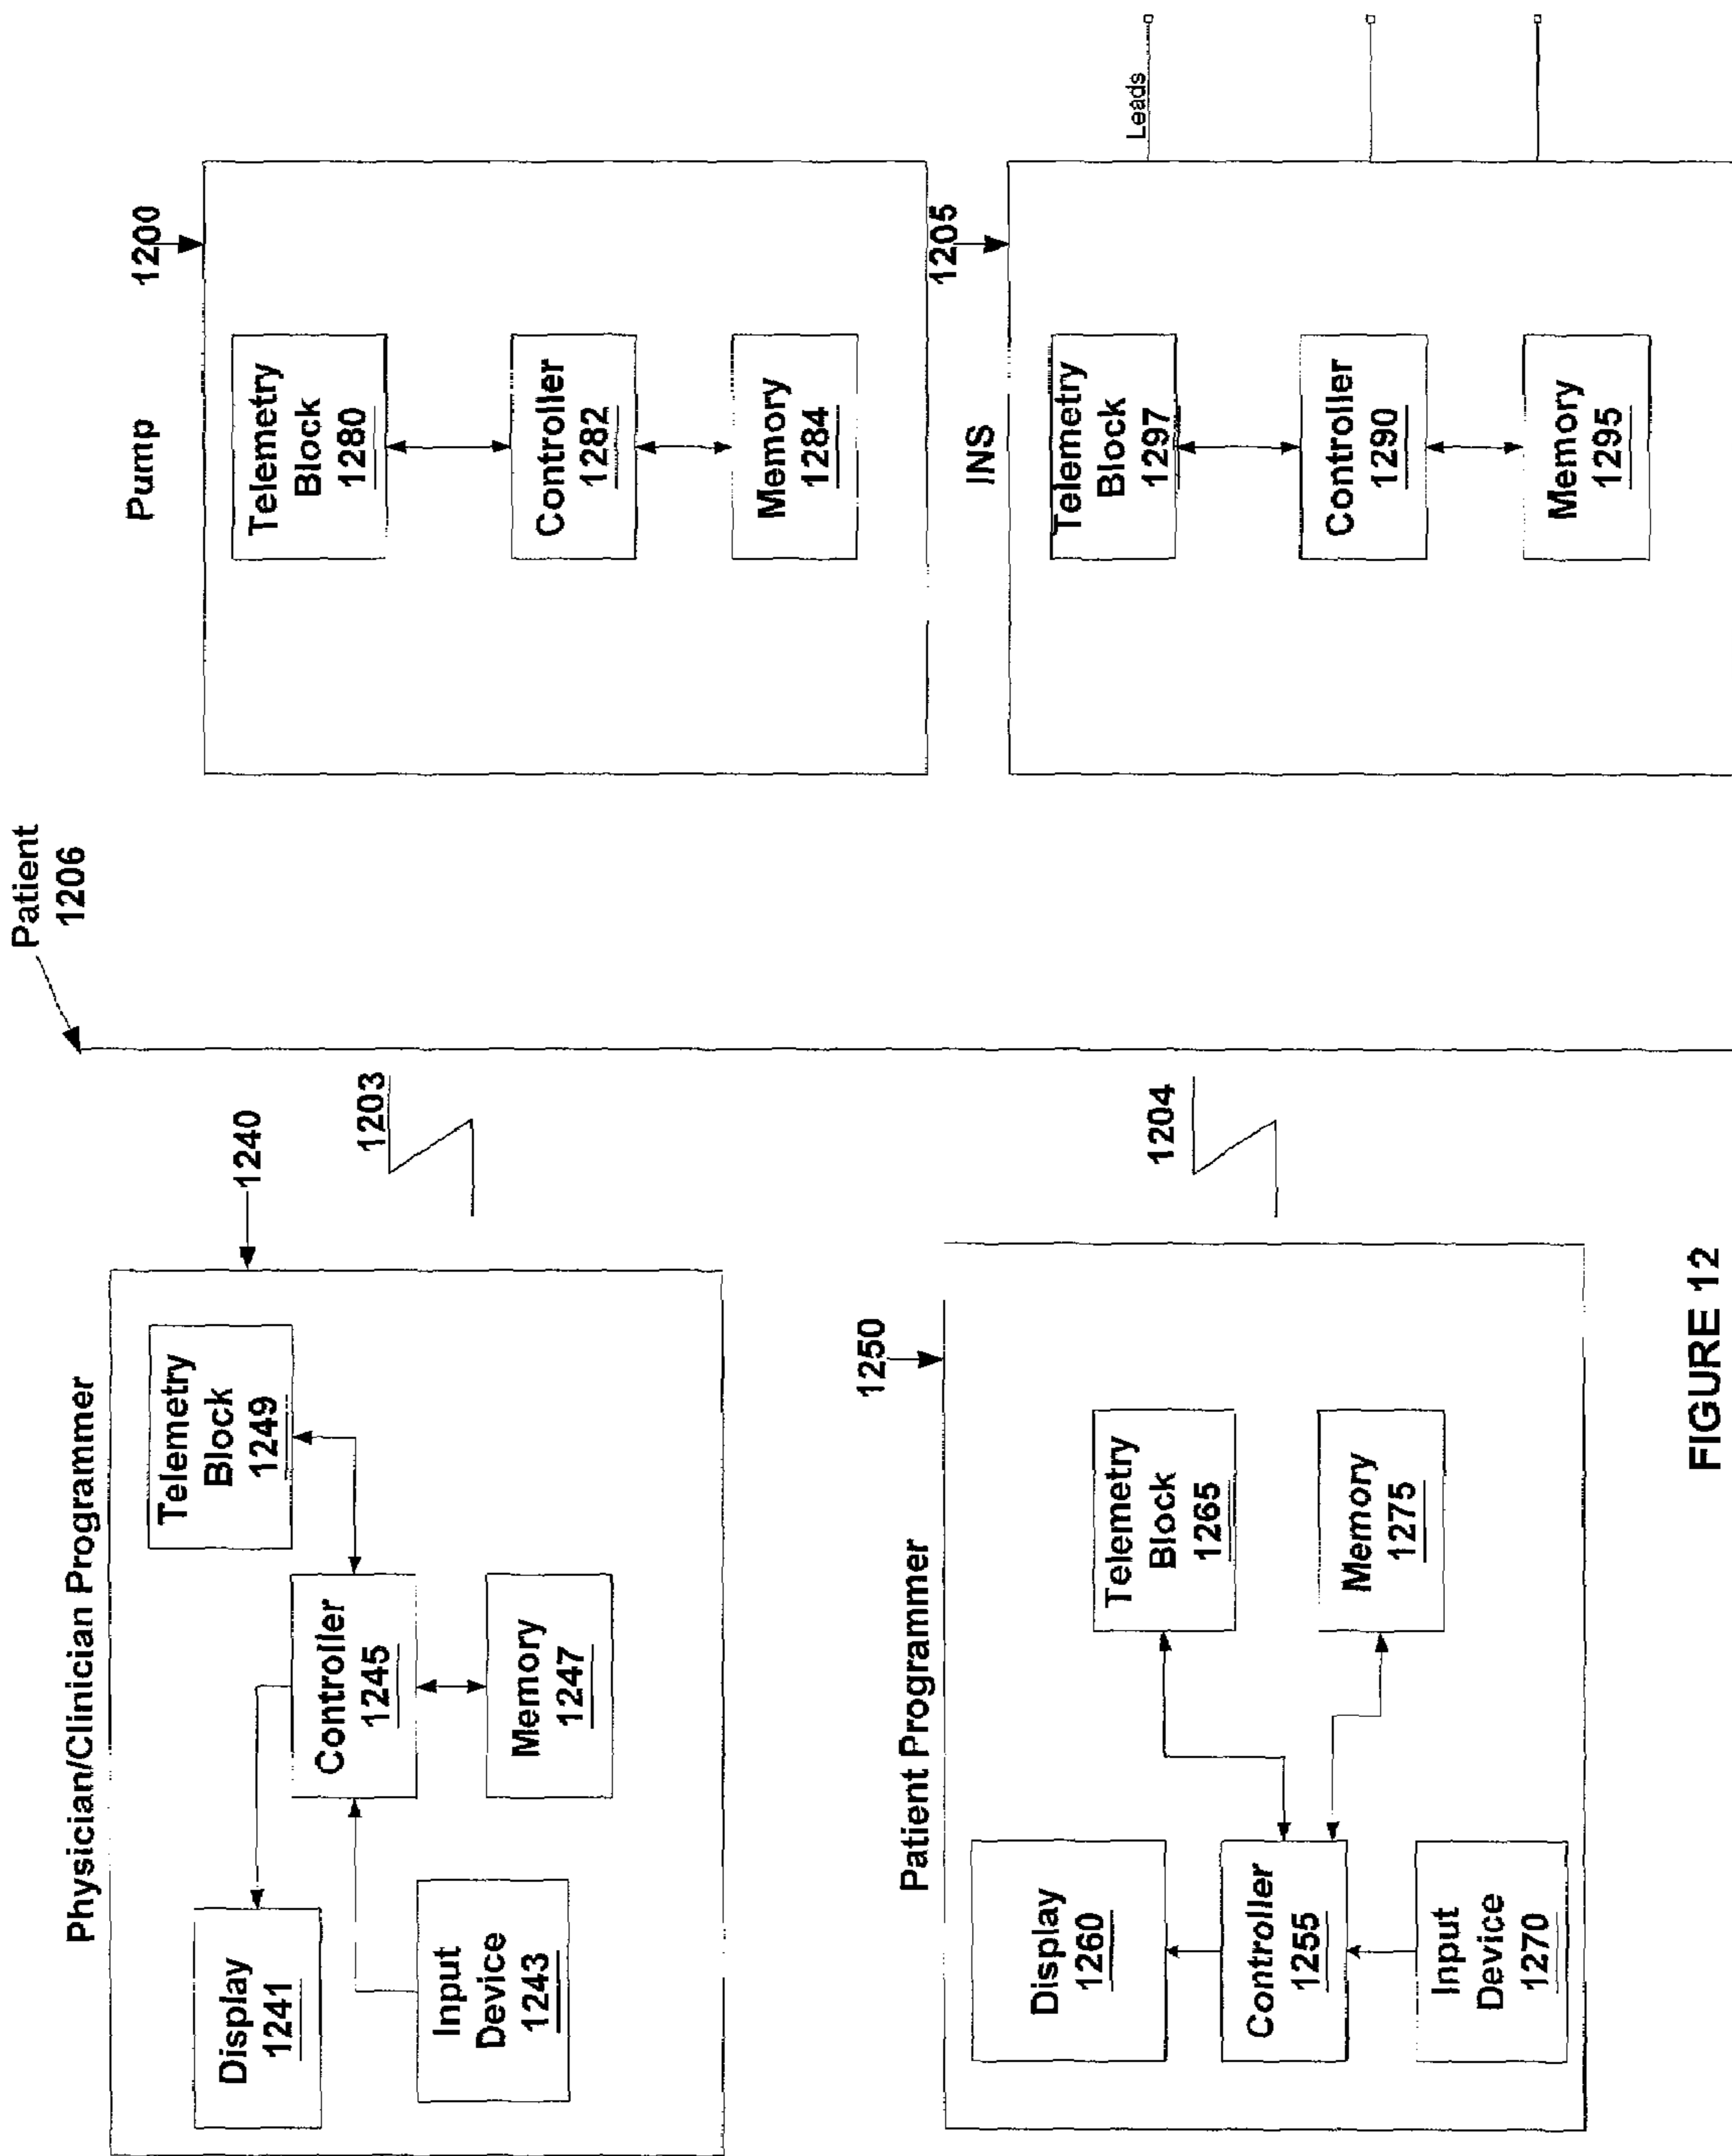 Patient
1206
Physician/Clinician Programmer
1240
Display
1241
Input
Device
1243
Controller
1245
Memory
1247
Telemetry
Block
1249
1203
Pump
1200
Telemetry
Block
1280
Controller
1282
Memory
1284
Patient Programmer
1250
Display
1260
Controller
1255
Input
Device
1270
Telemetry
Block
1265
Memory
1275
1204
INS
1205
Telemetry
Block
1297
Controller
1290
Memory
1295
Leads
FIGURE 12